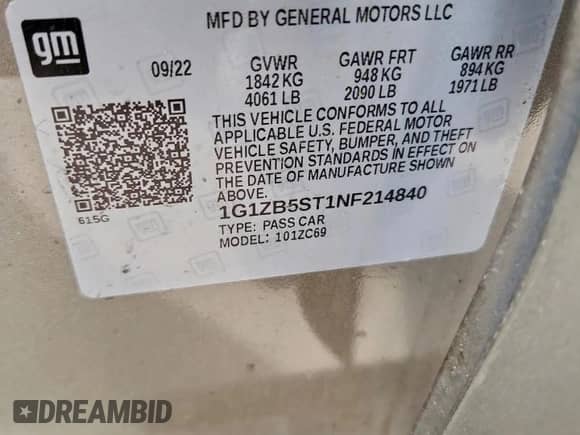 MFD BY GENERAL MOTORS LLC
gm
09/22 GVWR GAWR FRT GAWR RR
1842 KG 948 KG 894 KG
4061 LB 2090 LB 1971 LB
THIS VEHICLE CONFORMS TO ALL
APPLICABLE U.S. FEDERAL MOTOR
VEHICLE SAFETY, BUMPER, AND THEFT
PREVENTION STANDARDS IN EFFECT ON
THE DATE OF MANUFACTURE SHOWN
ABOVE.
615G
1G1ZB5ST1NF214840
TYPE: PASS CAR
MODEL: 101ZC69
DREAMBID